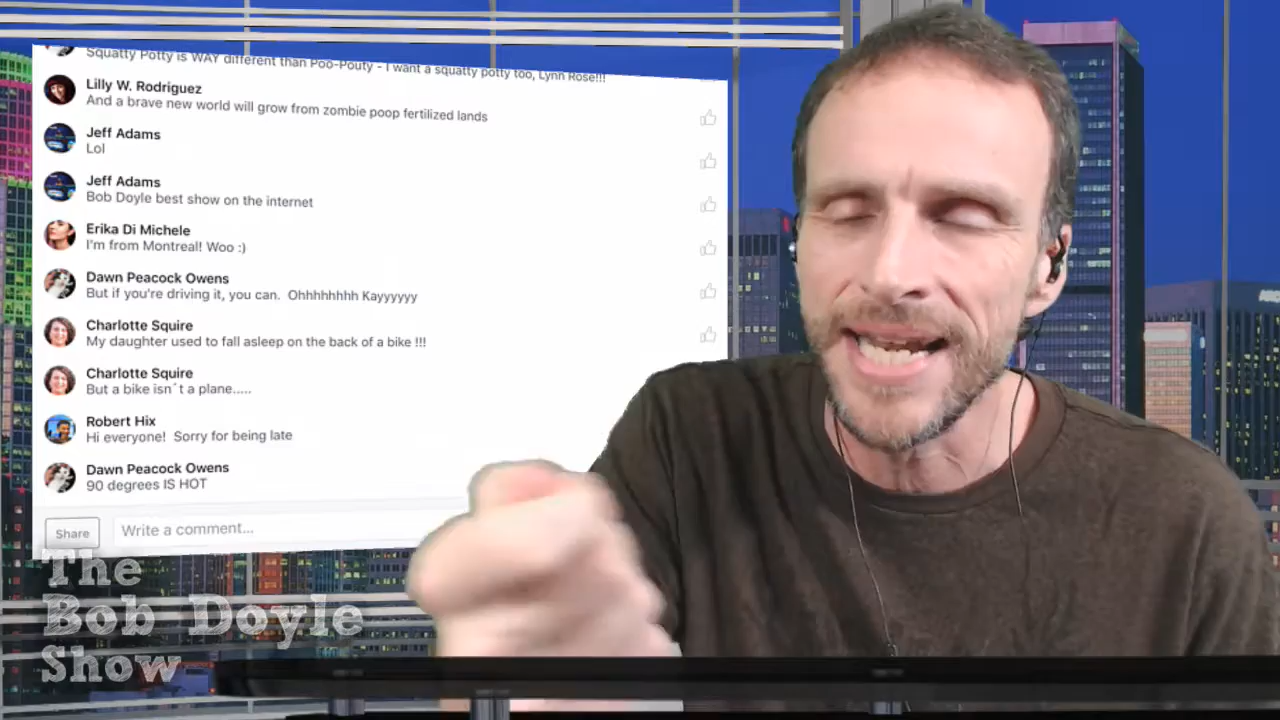 Squatty Potty is WAY different than Poo-Pouty - I want a squatty potty too, Lynn Rose!!!
Lilly W. Rodriguez
And a brave new world will grow from zombie poop fertilized lands
Jeff Adams
Lol
Jeff Adams
Bob Doyle best show on the internet
Erika Di Michele
I'm from Montreal! Woo :)
Dawn Peacock Owens
But if you're driving it, you can. Ohhhhhhhh Kayyyyyy
Charlotte Squire
My daughter used to fall asleep on the back of a bike !!!
Charlotte Squire
But a bike isn´t a plane.....
Robert Hix
Hi everyone! Sorry for being late
Dawn Peacock Owens
90 degrees IS HOT
Share
Write a comment...
The
Bob Doyle
Show